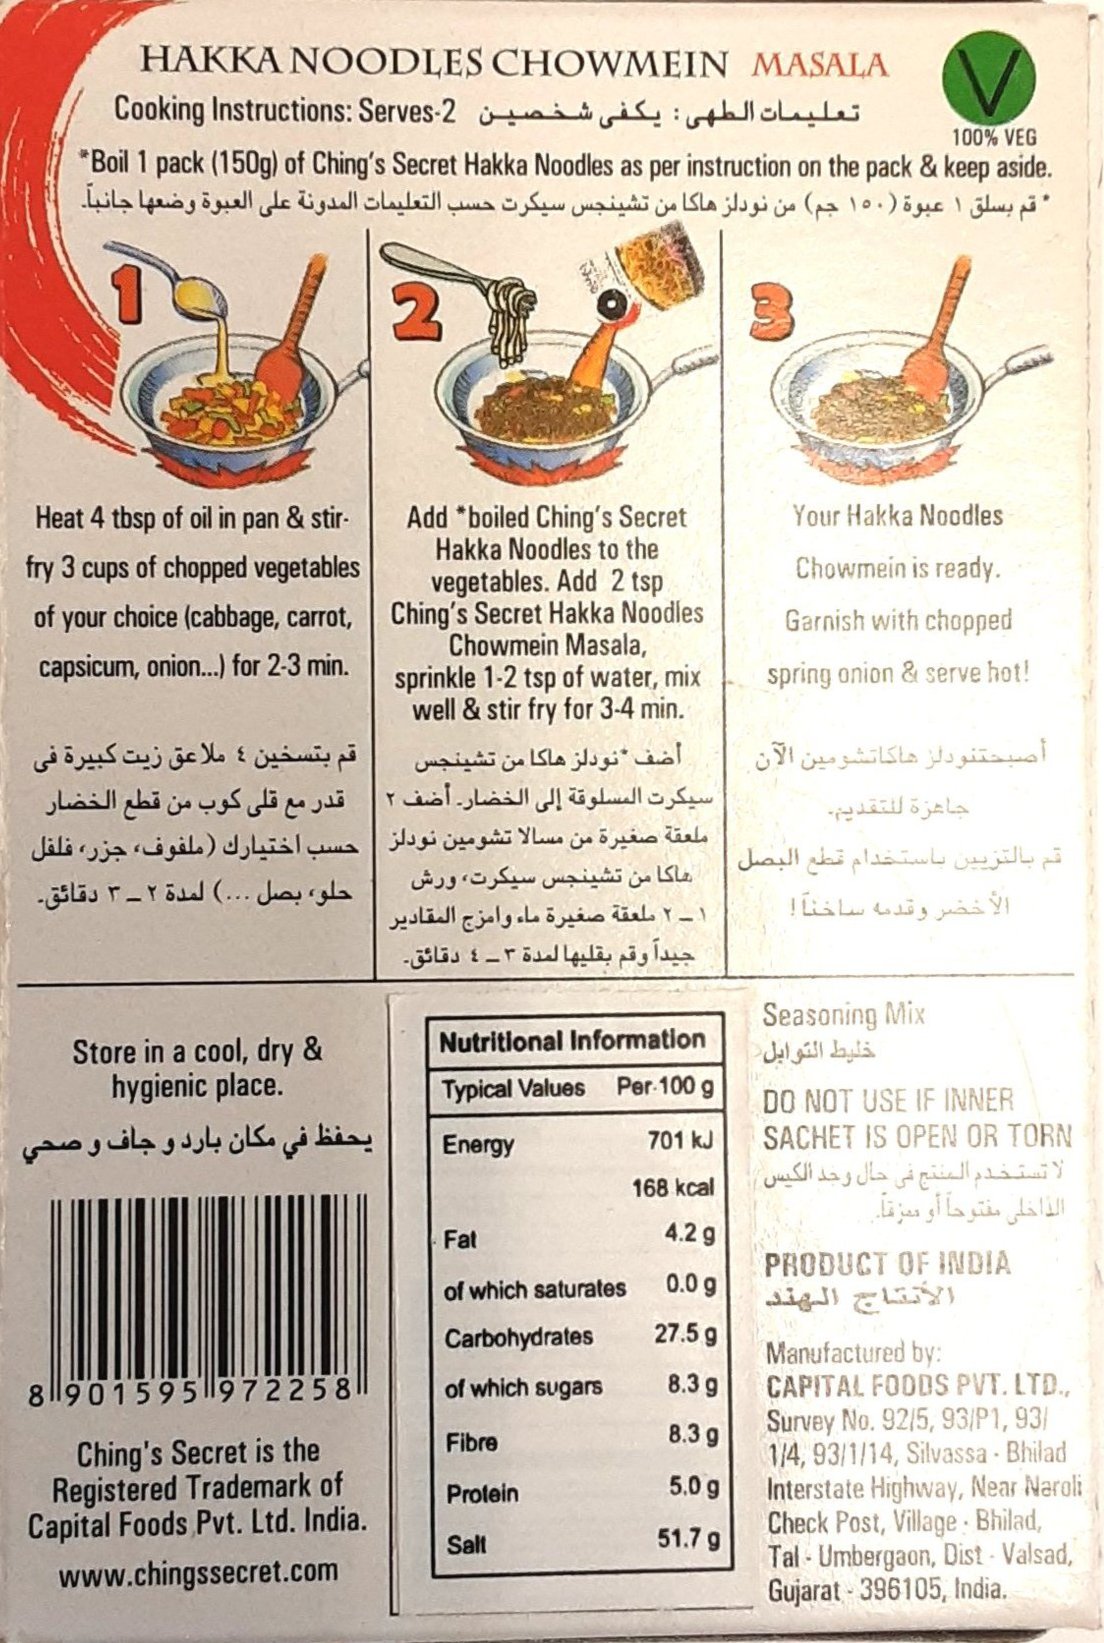 HAKKA NOODLES CHOWMEIN MASALA
V
100% VEG
Cooking Instructions: Serves-2 تعليمات الطهي : يكفى شخصين
*Boil 1 pack (150g) of Ching's Secret Hakka Noodles as per instruction on the pack & keep aside.
* قم بسلق ١ عبوة (١٥٠ جم) من نودلز هاكا من تشينجس سيكرت حسب التعليمات المدونة على العبوة وضعها جانباً.
1
Heat 4 tbsp of oil in pan & stir-
fry 3 cups of chopped vegetables
of your choice (cabbage, carrot,
capsicum, onion...) for 2-3 min.
قم بتسخين ٤ ملاعق زيت كبيرة فى
قدر مع قلى كوب من قطع الخضار
حسب اختيارك (ملفوف، جزر، فلفل
حلو، بصل ...) لمدة ٢ – ٣ دقائق.
2
Add *boiled Ching's Secret
Hakka Noodles to the
vegetables. Add 2 tsp
Ching's Secret Hakka Noodles
Chowmein Masala,
sprinkle 1-2 tsp of water, mix
well & stir fry for 3-4 min.
أضف *نودلز هاكا من تشينجس
سيكرت المسلوقة إلى الخضار. أضف ٢
ملعقة صغيرة من مسالا تشومين نودلز
هاكا من تشينجس سيكرت، ورش
١ – ٢ ملعقة صغيرة ماء وامزج المقادير
جيداً وقم بقليها لمدة ٣ – ٤ دقائق.
3
Your Hakka Noodles
Chowmein is ready.
Garnish with chopped
spring onion & serve hot!
أصبحتنودلز هاكاتشومين الآن
جاهزة للتقديم.
قم بالتزيين باستخدام قطع البصل
الأخضر وقدمه ساخناً!
Store in a cool, dry &
hygienic place.
يحفظ في مكان بارد و جاف و صحي
8 901595 972258
Ching's Secret is the
Registered Trademark of
Capital Foods Pvt. Ltd. India.
www.chingssecret.com
Nutritional Information
Typical Values Per 100 g
Energy 701 kJ
168 kcal
Fat 4.2 g
of which saturates 0.0 g
Carbohydrates 27.5 g
of which sugars 8.3 g
Fibre 8.3 g
Protein 5.0 g
Salt 51.7 g
Seasoning Mix
خليط التوابل
DO NOT USE IF INNER
SACHET IS OPEN OR TORN
لا تستخدم المنتج في حال وجد الكيس
الداخلي مفتوحاً أو ممزقاً.
PRODUCT OF INDIA
الأنتاج الهند
Manufactured by:
CAPITAL FOODS PVT. LTD.,
Survey No. 92/5, 93/P1, 93/
1/4, 93/1/14, Silvassa - Bhilad
Interstate Highway, Near Naroli
Check Post, Village - Bhilad,
Tal - Umbergaon, Dist - Valsad,
Gujarat - 396105, India.